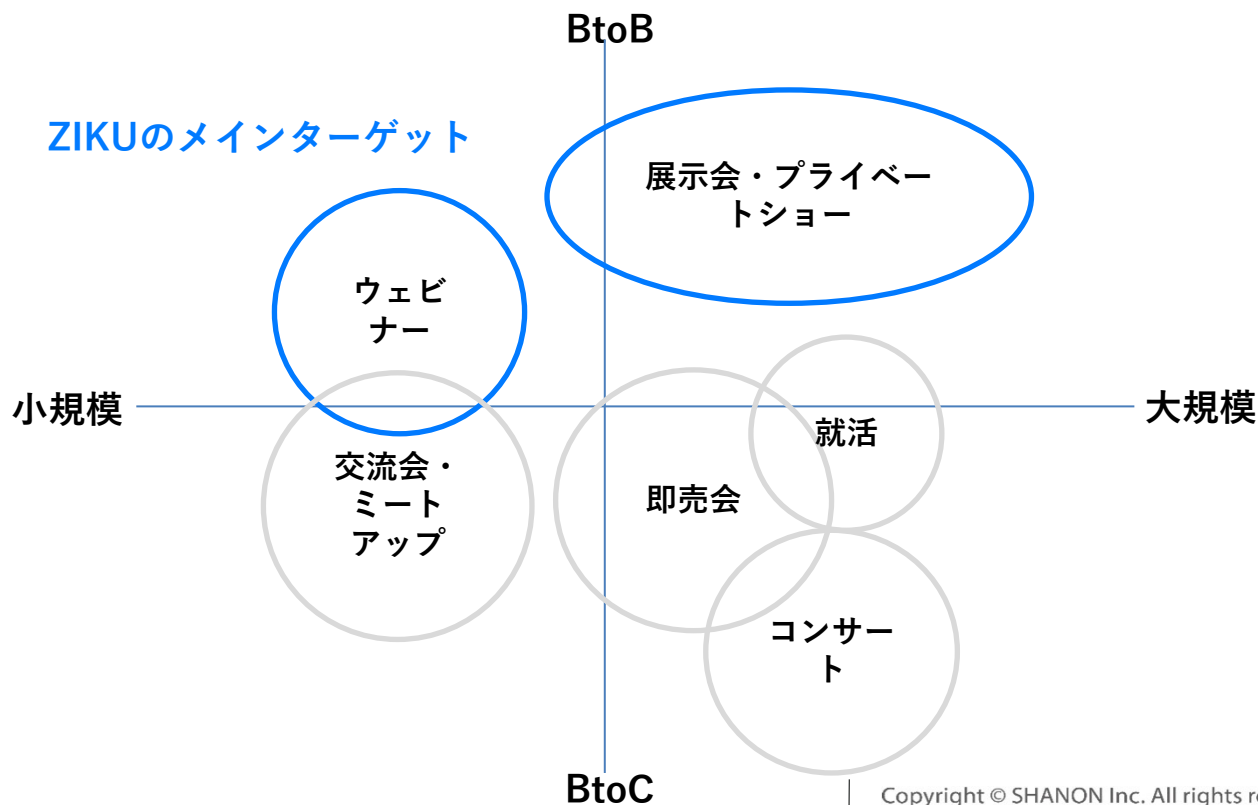 BtoB
ZIKUのメインターゲット
展示会・プライベー
トショー
ウェビ
ナー
小規模
大規模
就活
交流会・
ミート
アップ
即売会
コンサー
ト
BtoC
Copyright © SHANON Inc. All rights re